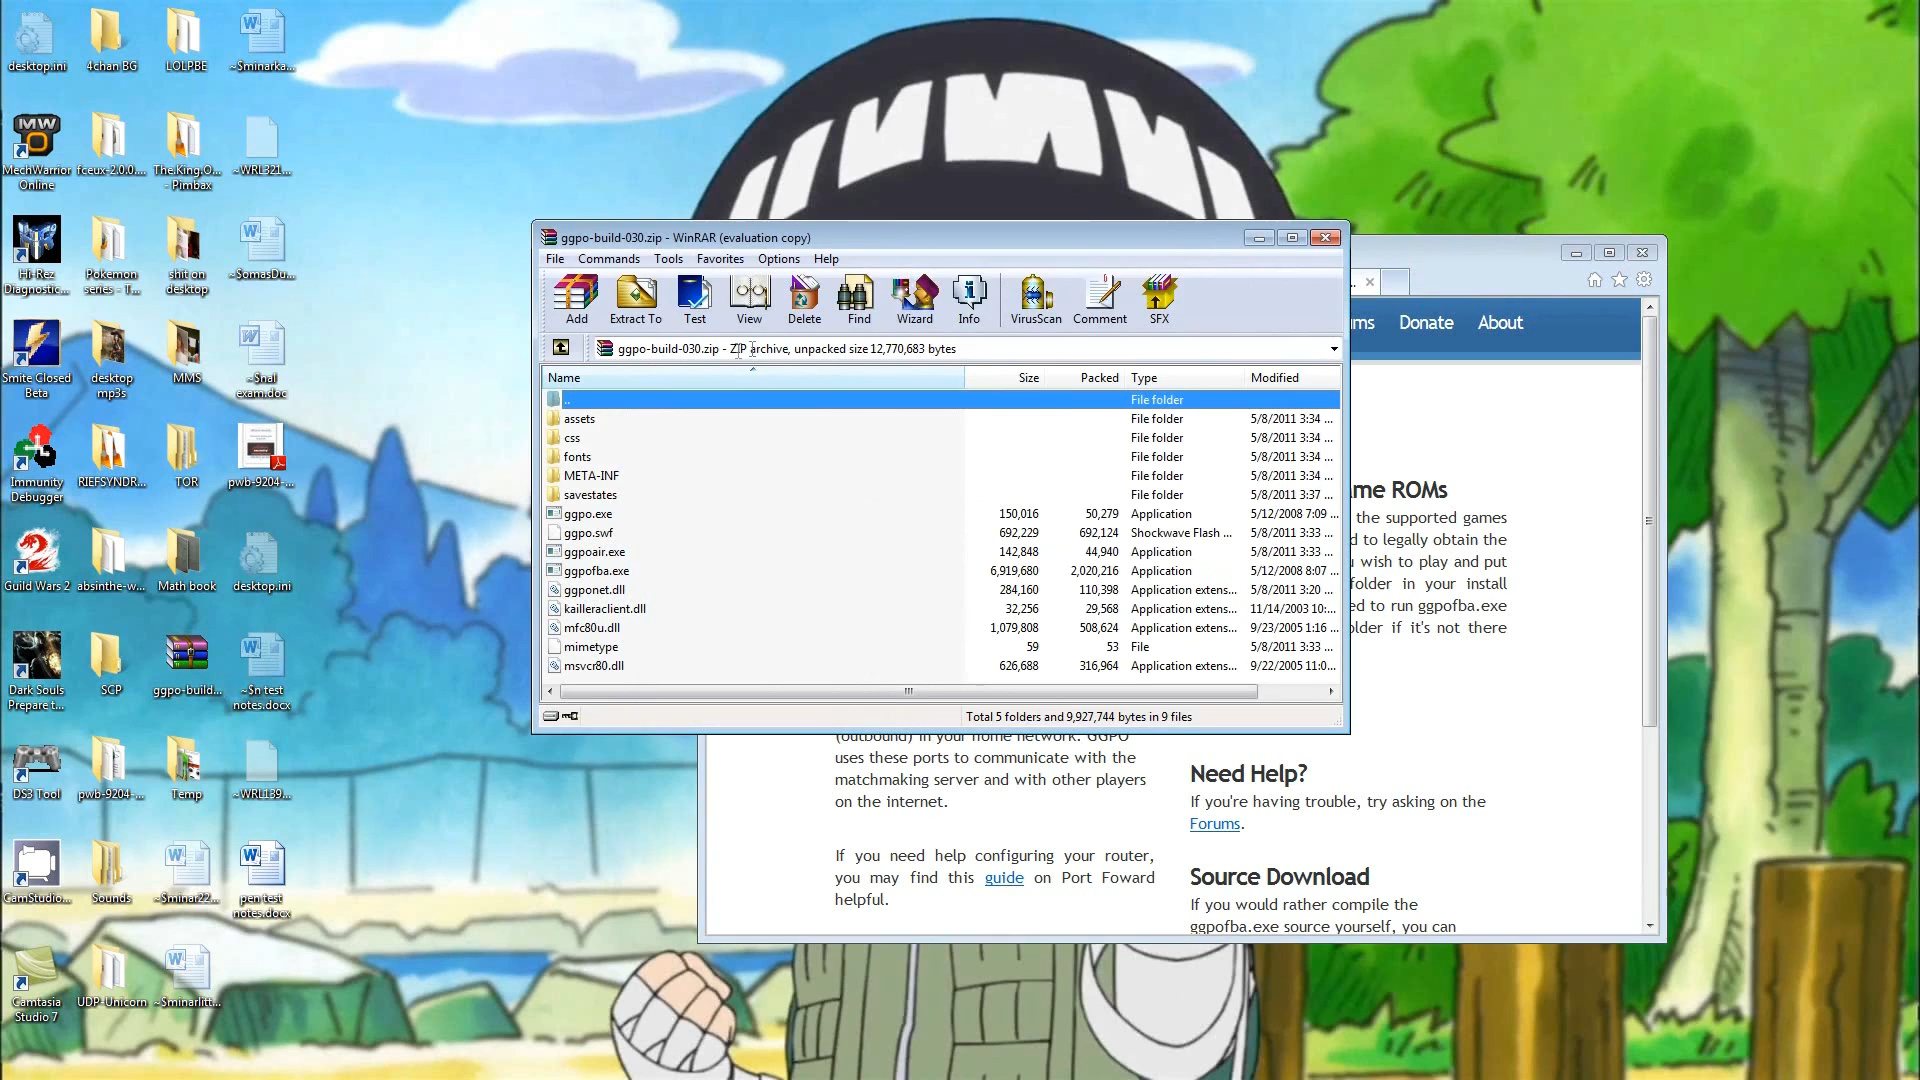 desktop.ini
4chan BG
LOLPBE
~$minarka...
MechWarrior Online
fceux-2.0.0....
The.King.O... - Pimbax
~WRL321...
Hi-Rez Diagnostic...
Pokemon series - T...
shit on desktop
~$omasDu...
Smite Closed Beta
desktop mp3s
MMS
~$nal exam.doc
Immunity Debugger
RIEFSYNDR...
TOR
pwb-9204-...
Guild Wars 2
absinthe-w...
Math book
desktop.ini
Dark Souls Prepare t...
SCP
ggpo-build...
~$n test notes.docx
DS3 Tool
pwb-9204-...
Temp
~WRL139...
CamStudio...
Sounds
~$minar22...
pen test notes.docx
Camtasia Studio 7
UDP-Unicorn
~$minarlitt...
ggpo-build-030.zip - WinRAR (evaluation copy)
File Commands Tools Favorites Options Help
Add Extract To Test View Delete Find Wizard Info VirusScan Comment SFX
ggpo-build-030.zip - ZIP archive, unpacked size 12,770,683 bytes
Name Size Packed Type Modified
.. File folder
assets File folder 5/8/2011 3:34 ...
css File folder 5/8/2011 3:34 ...
fonts File folder 5/8/2011 3:34 ...
META-INF File folder 5/8/2011 3:34 ...
savestates File folder 5/8/2011 3:37 ...
ggpo.exe 150,016 50,279 Application 5/12/2008 7:09 ...
ggpo.swf 692,229 692,124 Shockwave Flash ... 5/8/2011 3:33 ...
ggpoair.exe 142,848 44,940 Application 5/8/2011 3:33 ...
ggpofba.exe 6,919,680 2,020,216 Application 5/12/2008 8:07 ...
ggponet.dll 284,160 110,398 Application extens... 5/8/2011 3:20 ...
kailleraclient.dll 32,256 29,568 Application extens... 11/14/2003 10:...
mfc80u.dll 1,079,808 508,624 Application extens... 9/23/2005 1:16 ...
mimetype 59 53 File 5/8/2011 3:33 ...
msvcr80.dll 626,688 316,964 Application extens... 9/22/2005 11:0...
Total 5 folders and 9,927,744 bytes in 9 files
ms Donate About
me ROMs
the supported games
d to legally obtain the
wish to play and put
folder in your install
ed to run ggpofba.exe
older if it's not there
(outbound) in your home network. GGPO
uses these ports to communicate with the
matchmaking server and with other players
on the internet.
If you need help configuring your router,
you may find this guide on Port Foward
helpful.
Need Help?
If you're having trouble, try asking on the
Forums.
Source Download
If you would rather compile the
ggpofba.exe source yourself, you can